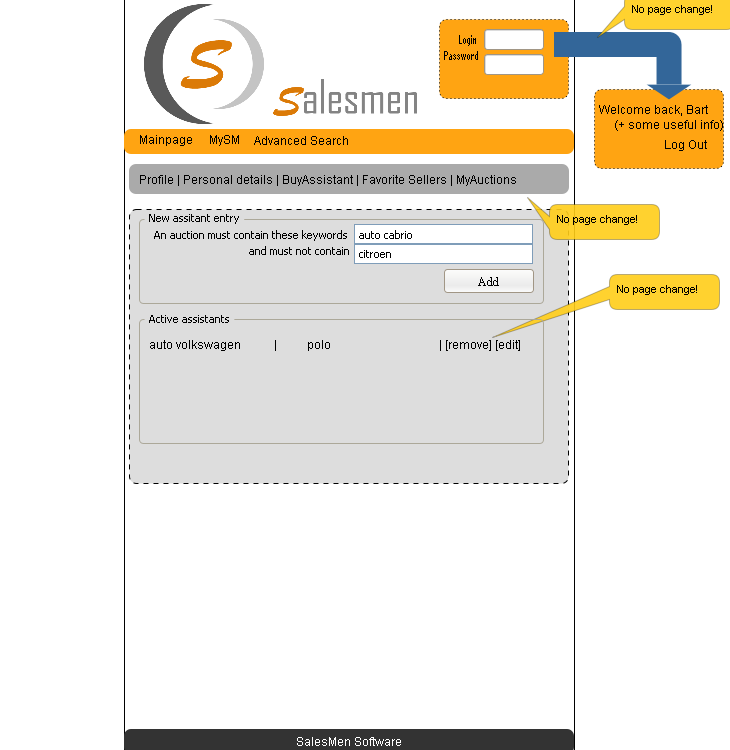 No page change!
Login
Password
Salesmen
S
Welcome back, Bart
(+ some useful info)
Log Out
Mainpage MySM Advanced Search
Profile | Personal details | BuyAssistant | Favorite Sellers | MyAuctions
No page change!
New assitant entry
An auction must contain these keywords auto cabrio
and must not contain citroen
Add
No page change!
Active assistants
auto volkswagen | polo | [remove] [edit]
SalesMen Software